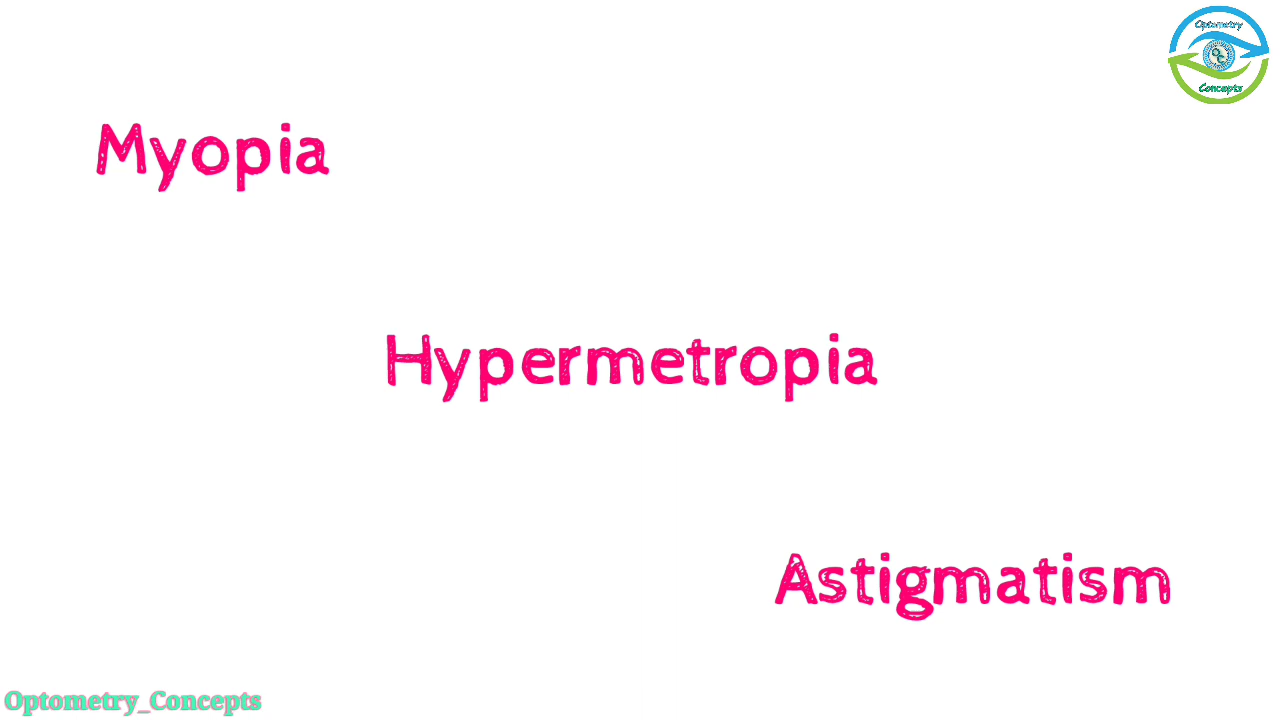 Optometry
Concepts
Myopia
Hypermetropia
Astigmatism
Optometry_Concepts